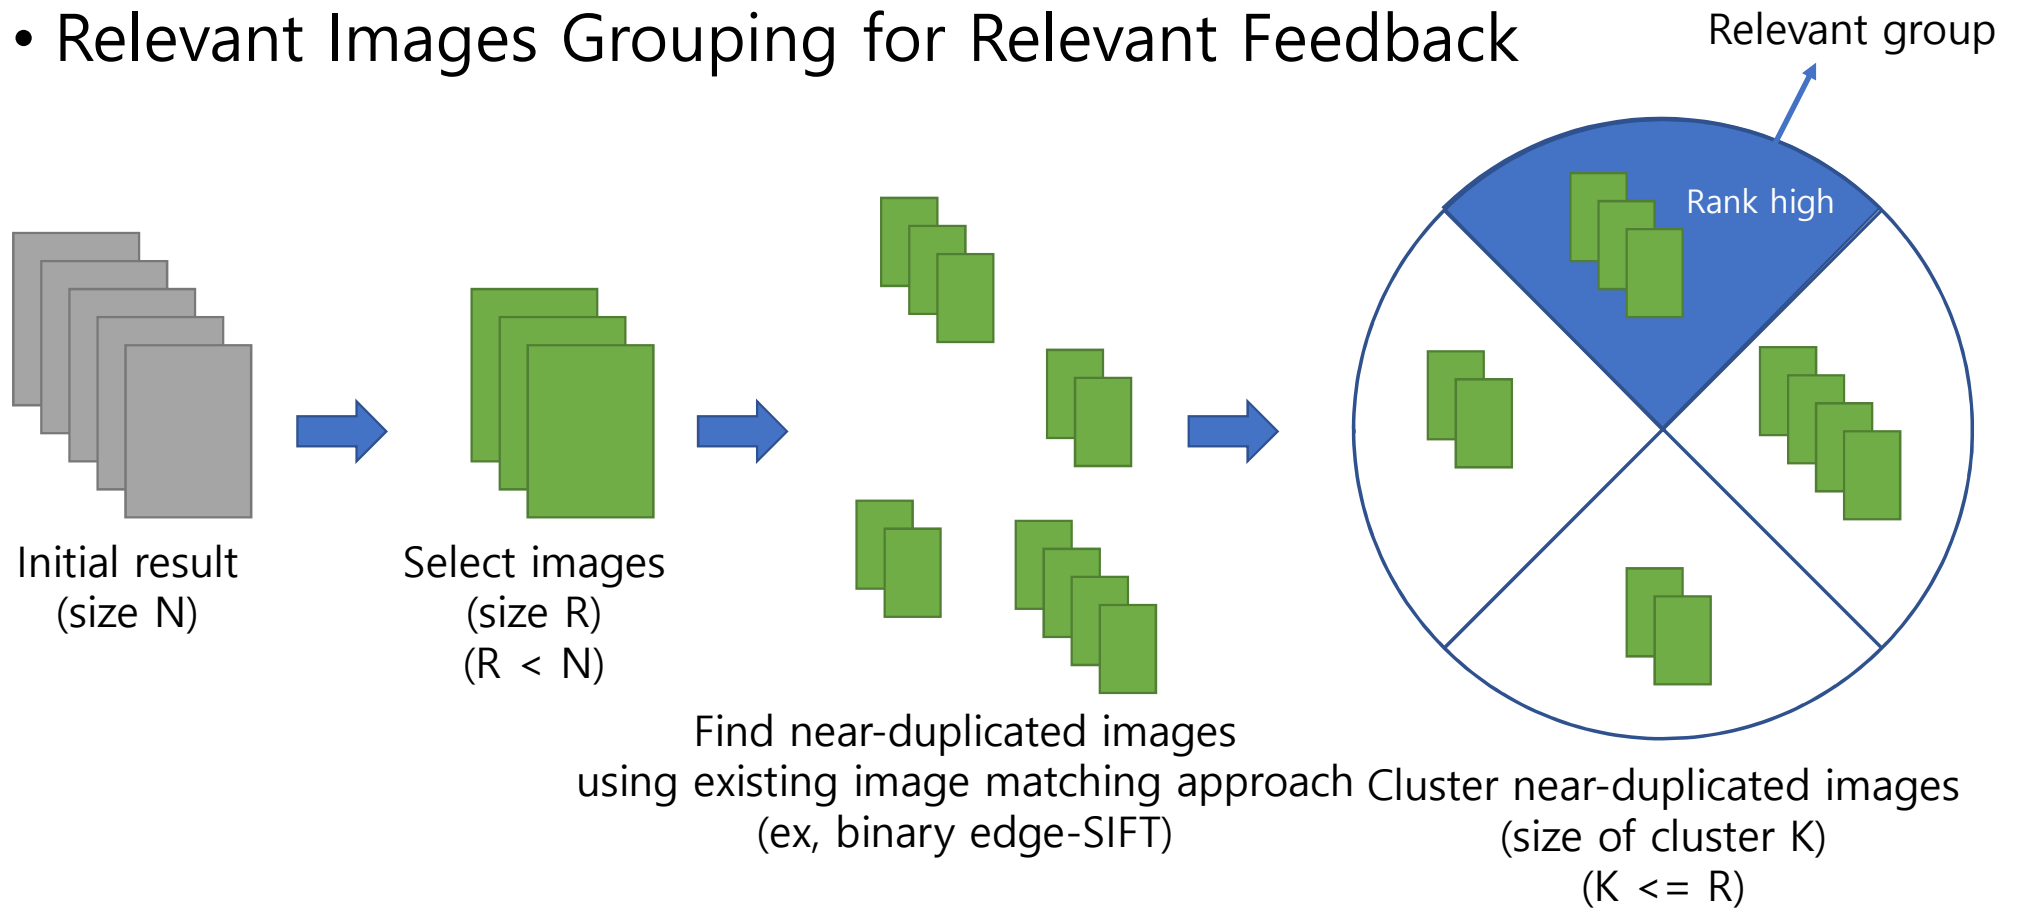 • Relevant Images Grouping for Relevant Feedback
Relevant group
Rank high
Initial result
(size N)
Select images
(size R)
(R < N)
Find near-duplicated images
using existing image matching approach
(ex, binary edge-SIFT)
Cluster near-duplicated images
(size of cluster K)
(K <= R)